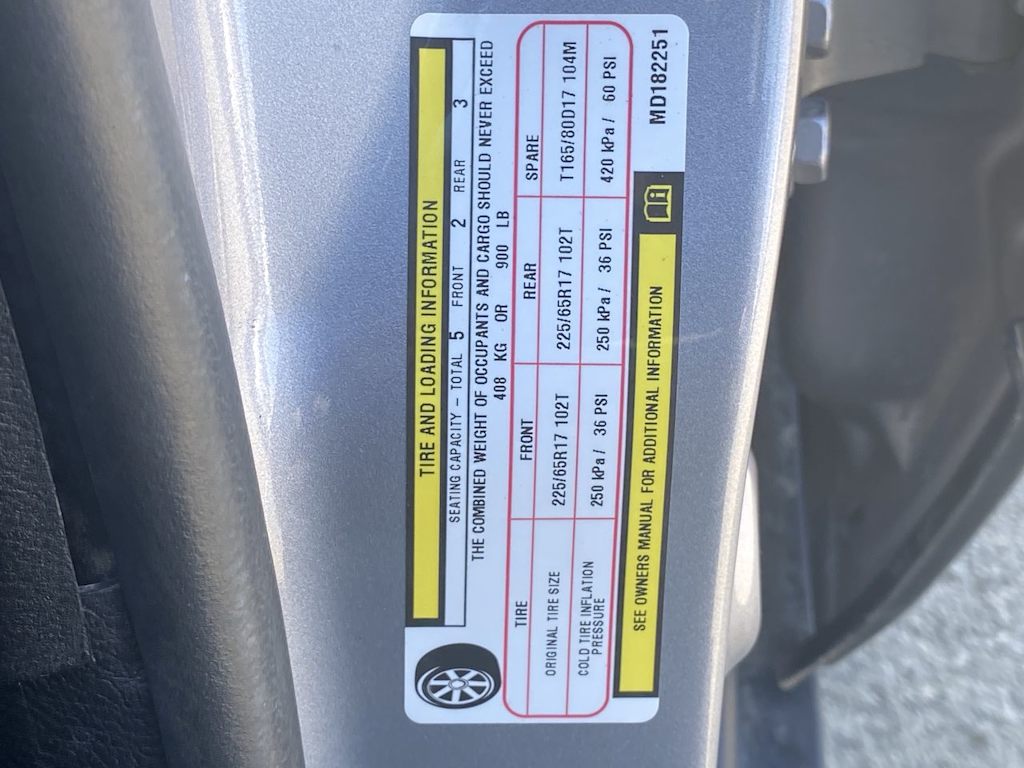 TIRE AND LOADING INFORMATION
SEATING CAPACITY – TOTAL 5 FRONT 2 REAR 3
THE COMBINED WEIGHT OF OCCUPANTS AND CARGO SHOULD NEVER EXCEED
408 KG OR 900 LB
TIRE FRONT REAR SPARE
ORIGINAL TIRE SIZE 225/65R17 102T 225/65R17 102T T165/80D17 104M
COLD TIRE INFLATION
PRESSURE 250 kPa / 36 PSI 250 kPa / 36 PSI 420 kPa / 60 PSI
SEE OWNERS MANUAL FOR ADDITIONAL INFORMATION
MD182251